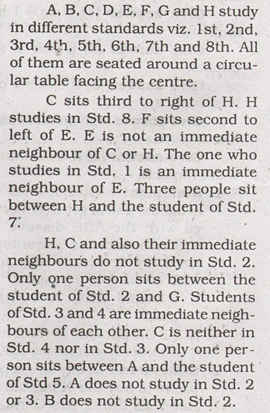 A, B, C, D, E, F, G and H study
in different standards viz. 1st, 2nd,
3rd, 4th, 5th, 6th, 7th and 8th. All
of them are seated around a circu-
lar table facing the centre.
C sits third to right of H. H
studies in Std. 8. F sits second to
left of E. E is not an immediate
neighbour of C or H. The one who
studies in Std. 1 is an immediate
neighbour of E. Three people sit
between H and the student of Std.
7.
H, C and also their immediate
neighbours do not study in Std. 2.
Only one person sits between the
student of Std. 2 and G. Students
of Std. 3 and 4 are immediate neigh-
bours of each other. C is neither in
Std. 4 nor in Std. 3. Only one per-
son sits between A and the student
of Std 5. A does not study in Std. 2
or 3. B does not study in Std. 2.